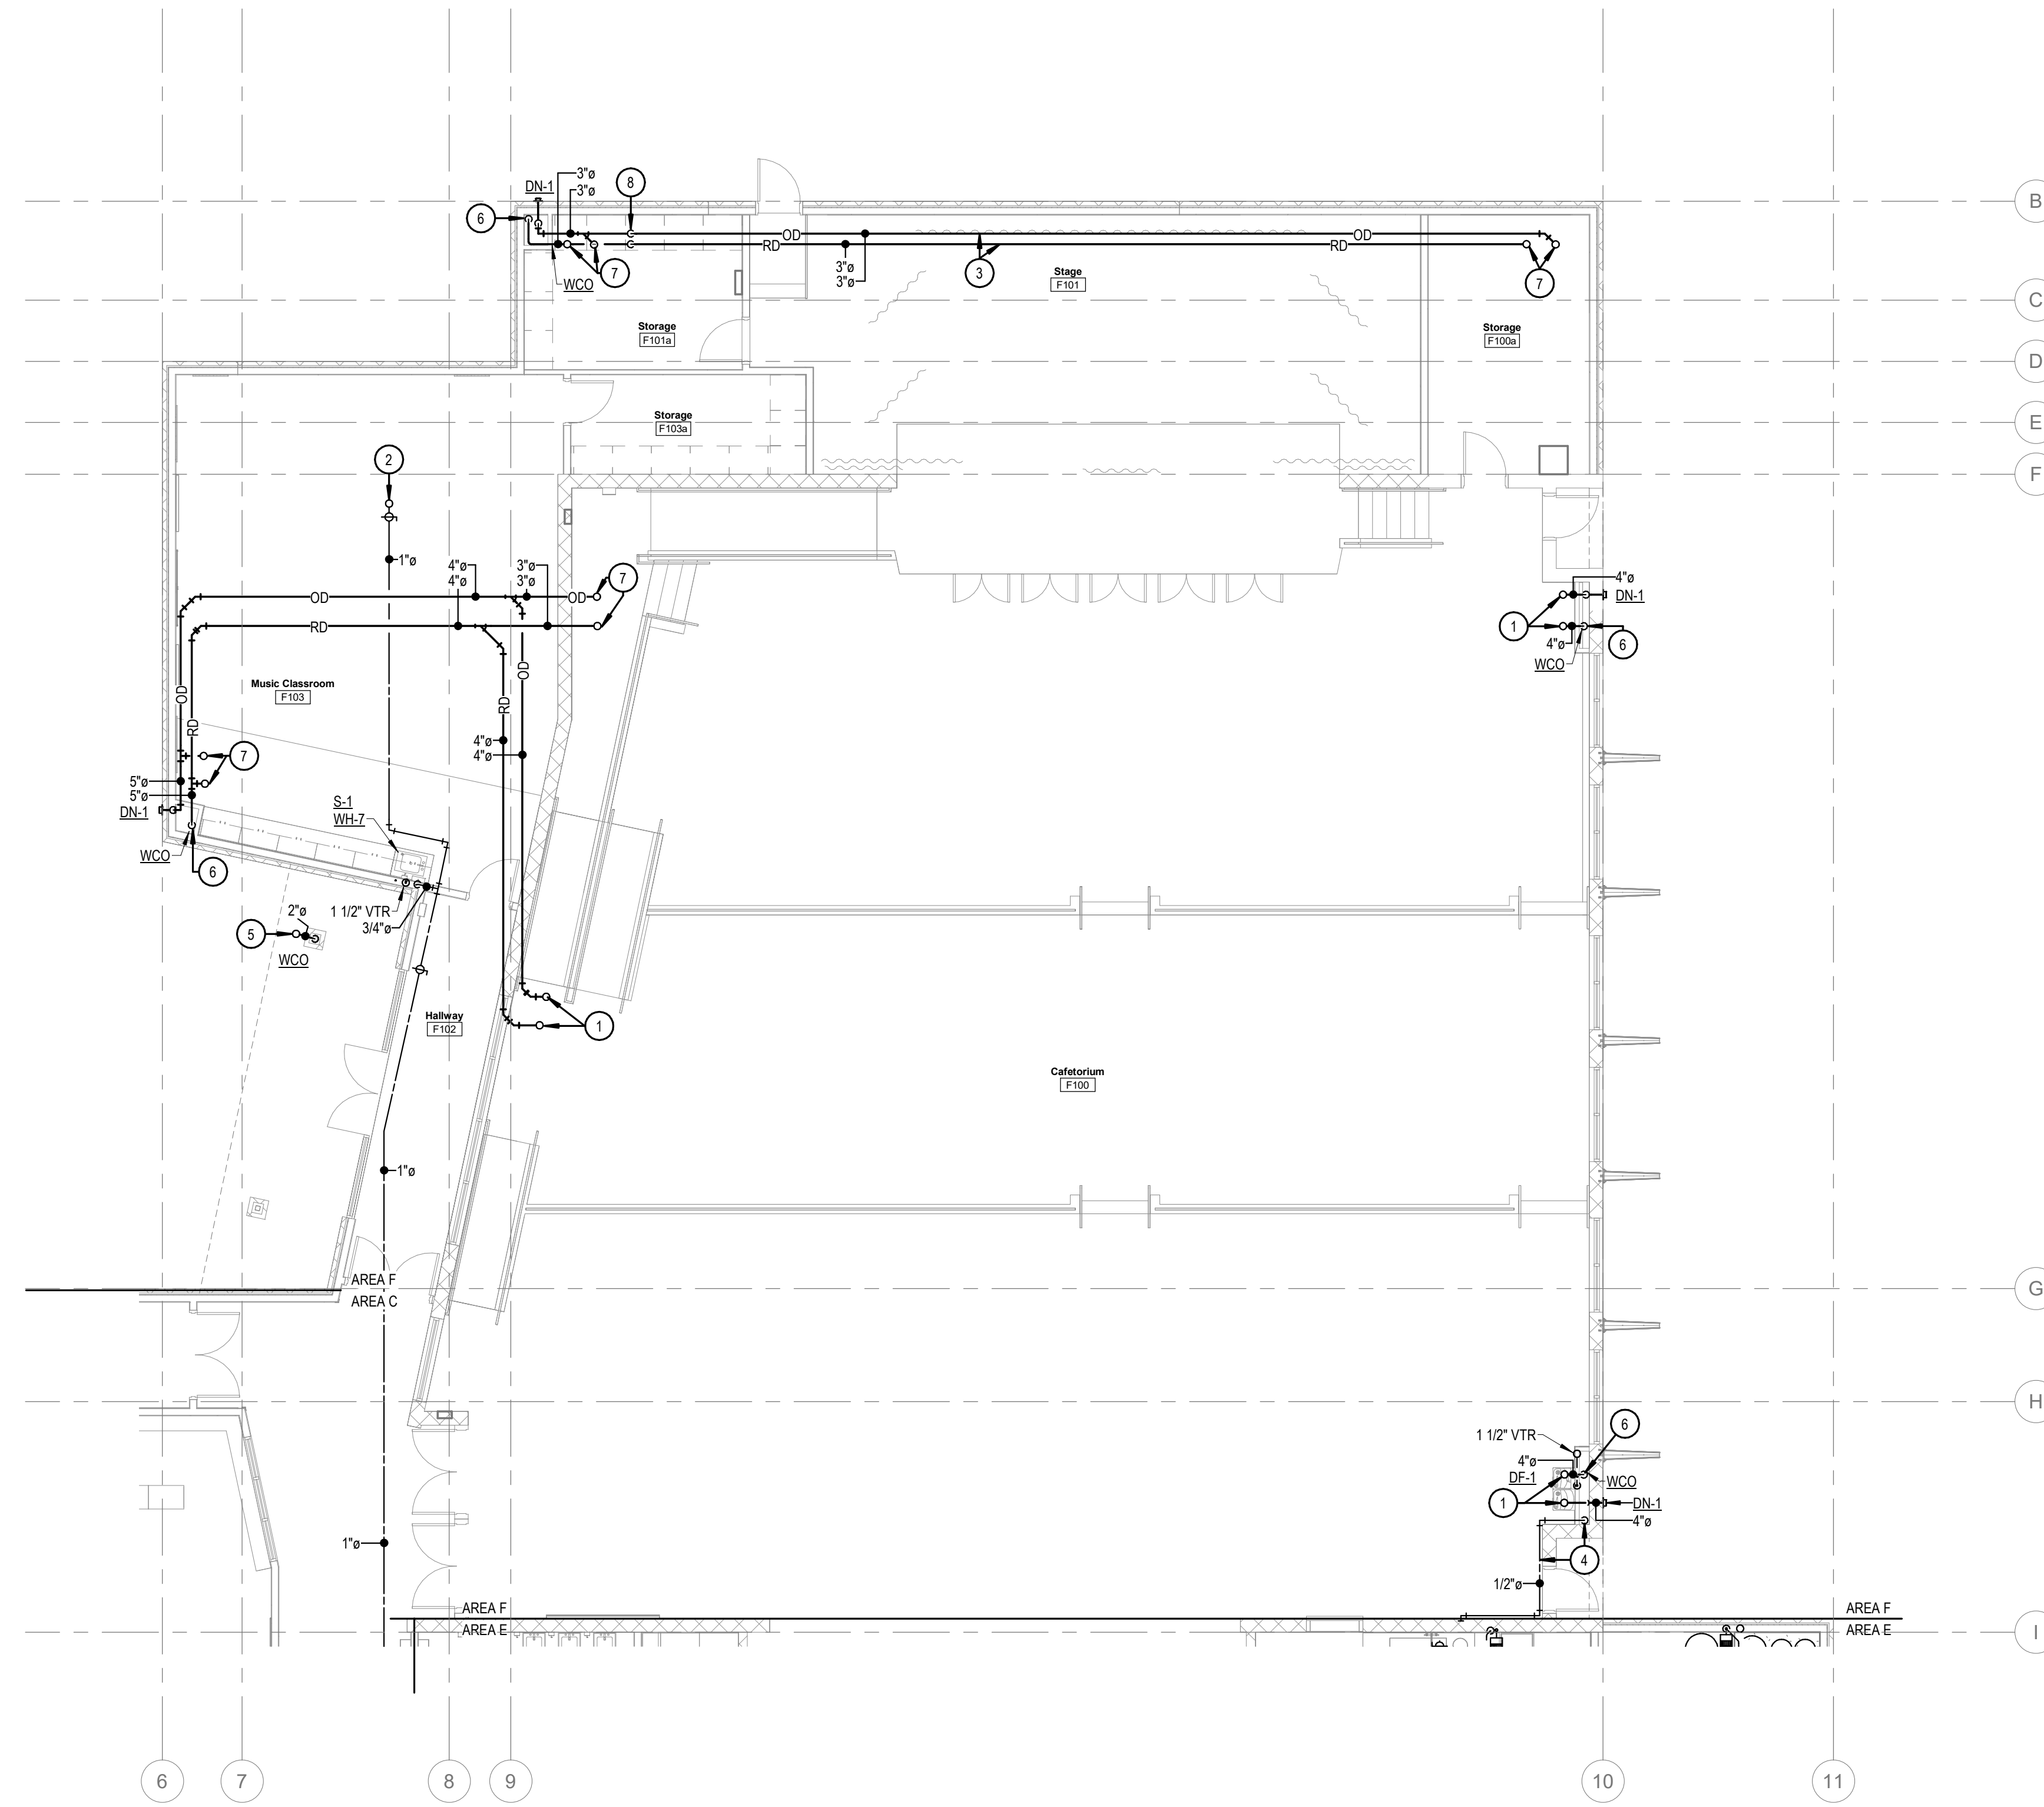 3"ø
3"ø
DN-1
8
6
B
OD
OD
RD
RD
7
WCO
3"ø
3"ø
3
Stage
F101
7
C
Storage
F101a
Storage
F100a
D
Storage
F103a
E
2
F
1"ø
4"ø
4"ø
3"ø
3"ø
7
OD
OD
RD
4"ø
DN-1
1
4"ø
6
WCO
OD
Music Classroom
F103
OD
RD
RD
4"ø
4"ø
7
5"ø
5"ø
DN-1
S-1
WH-7
WCO
6
1 1/2" VTR
3/4"ø
2"ø
5
WCO
Hallway
F102
1
Cafetorium
F100
1"ø
AREA F
AREA C
G
H
6
1 1/2" VTR
4"ø
DF-1
WCO
1
DN-1
4"ø
1"ø
4
1/2"ø
AREA F
AREA E
AREA F
AREA E
I
6
7
8
9
10
11